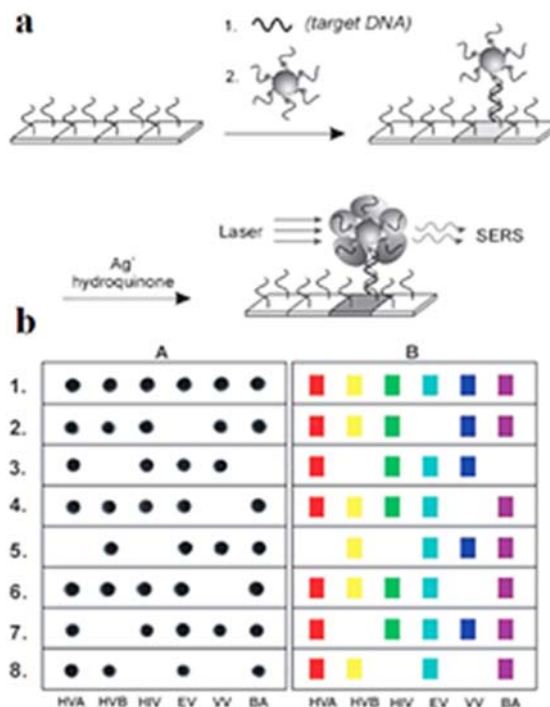 a
1. (target DNA)
2.
Laser
SERS
Ag+
hydroquinone
b
A B
1.
2.
3.
4.
5.
6.
7.
8.
HVA HVB HIV EV VV BA HVA HVB HIV EV VV BA